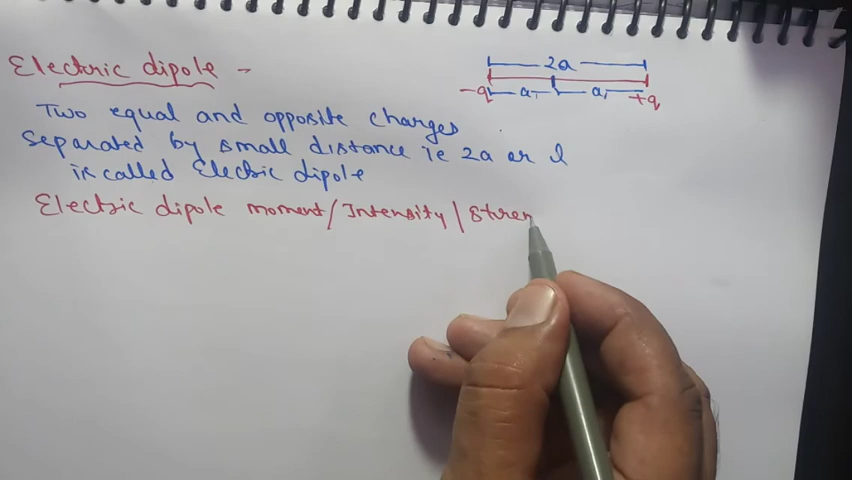 Electric dipole -
2a
-q a a +q
Two equal and opposite charges
separated by small distance ie 2a or l
is called Electric dipole
Electric dipole moment/Intensity/Stren